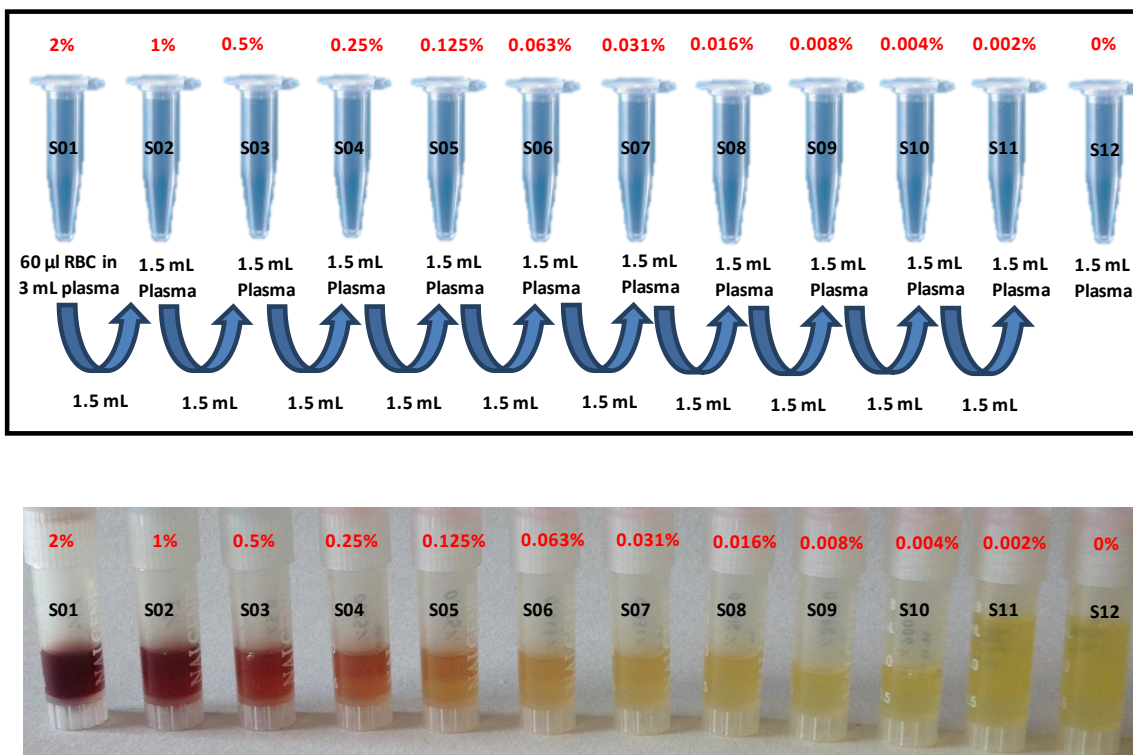 2% 1% 0.5% 0.25% 0.125% 0.063% 0.031% 0.016% 0.008% 0.004% 0.002% 0%
S01 S02 S03 S04 S05 S06 S07 S08 S09 S10 S11 S12
60 µl RBC in 1.5 mL 1.5 mL 1.5 mL 1.5 mL 1.5 mL 1.5 mL 1.5 mL 1.5 mL 1.5 mL 1.5 mL 1.5 mL
3 mL plasma Plasma Plasma Plasma Plasma Plasma Plasma Plasma Plasma Plasma Plasma Plasma
1.5 mL 1.5 mL 1.5 mL 1.5 mL 1.5 mL 1.5 mL 1.5 mL 1.5 mL 1.5 mL 1.5 mL
2% 1% 0.5% 0.25% 0.125% 0.063% 0.031% 0.016% 0.008% 0.004% 0.002% 0%
S01 S02 S03 S04 S05 S06 S07 S08 S09 S10 S11 S12